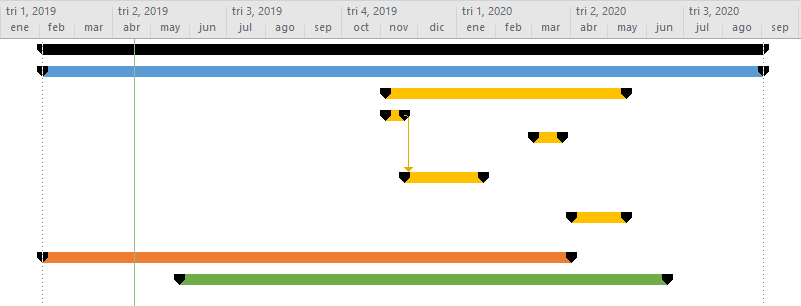 tri 1, 2019 tri 2, 2019 tri 3, 2019 tri 4, 2019 tri 1, 2020 tri 2, 2020 tri 3, 2020
ene feb mar abr may jun jul ago sep oct nov dic ene feb mar abr may jun jul ago sep